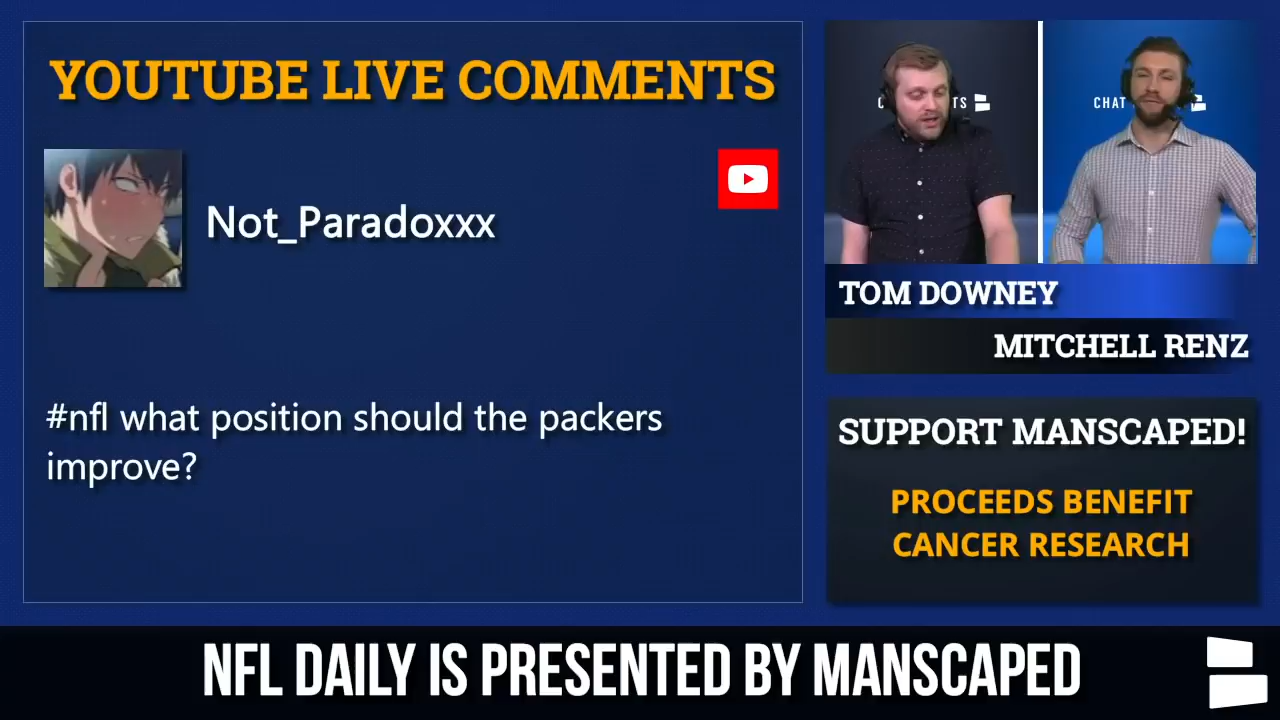 YOUTUBE LIVE COMMENTS
Not_Paradoxxx
#nfl what position should the packers
improve?
CHAT
TOM DOWNEY
MITCHELL RENZ
SUPPORT MANSCAPED!
PROCEEDS BENEFIT
CANCER RESEARCH
NFL DAILY IS PRESENTED BY MANSCAPED